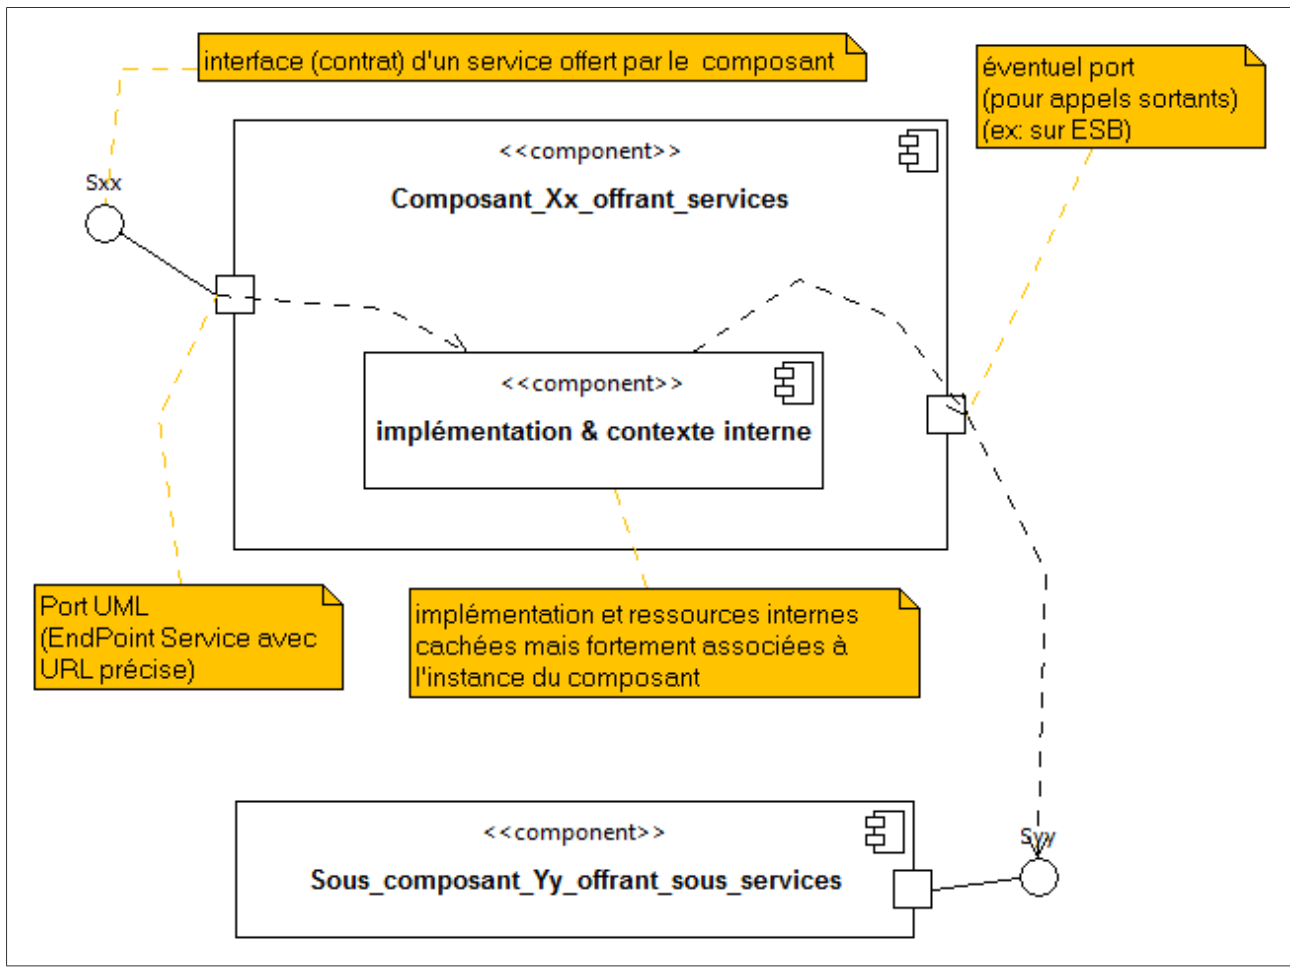 interface (contrat) d'un service offert par le  composant
éventuel port
(pour appels sortants)
(ex: sur ESB)
<<component>>
Composant_Xx_offrant_services
Sxx
<<component>>
implémentation & contexte interne
Port UML
(EndPoint Service avec
URL précise)
implémentation et ressources internes
cachées mais fortement associées à
l'instance du composant
<<component>>
Sous_composant_Yy_offrant_sous_services
Syy